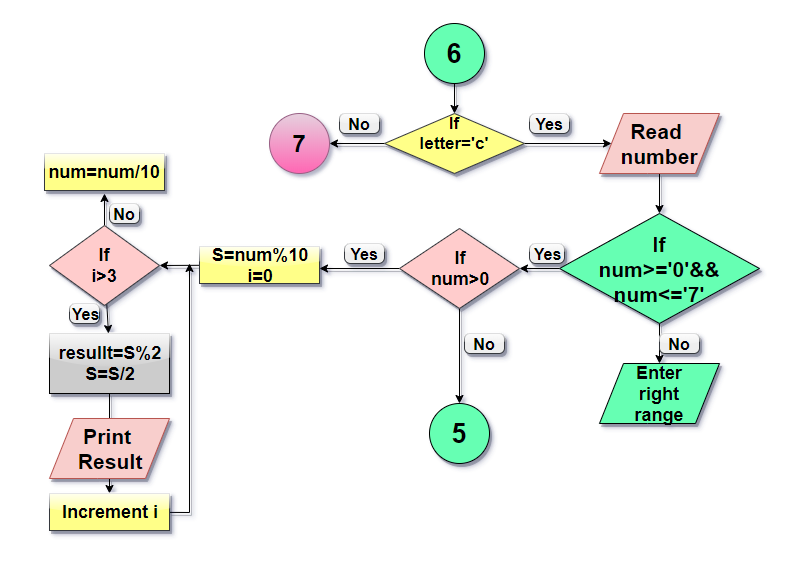 6
If
letter='c'
No
Yes
7
Read
number
num=num/10
No
If
i>3
S=num%10
i=0
Yes
If
num>0
Yes
If
num>='0'&&
num<='7'
Yes
No
No
resullt=S%2
S=S/2
Enter
right
range
Print
Result
5
Increment i